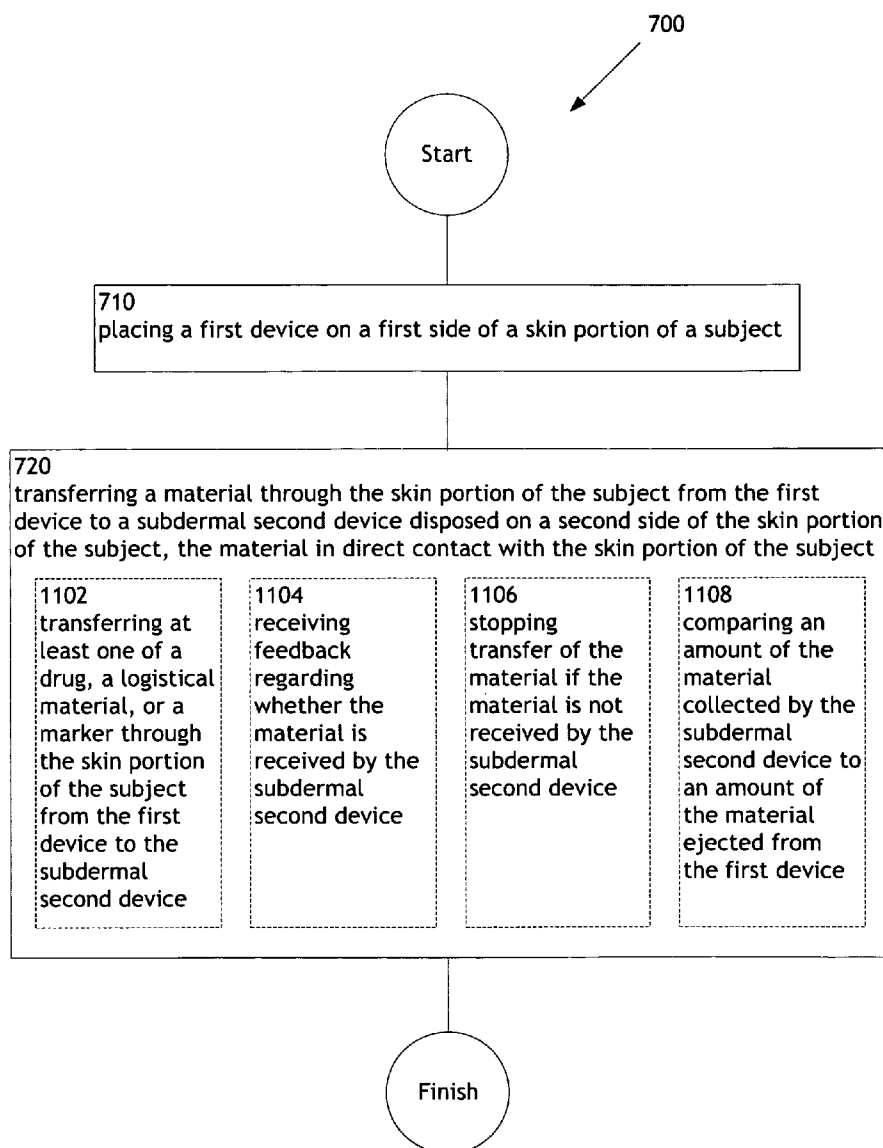 700
Start
710
placing a first device on a first side of a skin portion of a subject
720
transferring a material through the skin portion of the subject from the first
device to a subdermal second device disposed on a second side of the skin portion
of the subject, the material in direct contact with the skin portion of the subject
1102
transferring at
least one of a
drug, a logistical
material, or a
marker through
the skin portion
of the subject
from the first
device to the
subdermal
second device
1104
receiving
feedback
regarding
whether the
material is
received by the
subdermal
second device
1106
stopping
transfer of the
material if the
material is not
received by the
subdermal
second device
1108
comparing an
amount of the
material
collected by the
subdermal
second device to
an amount of
the material
ejected from
the first device
Finish